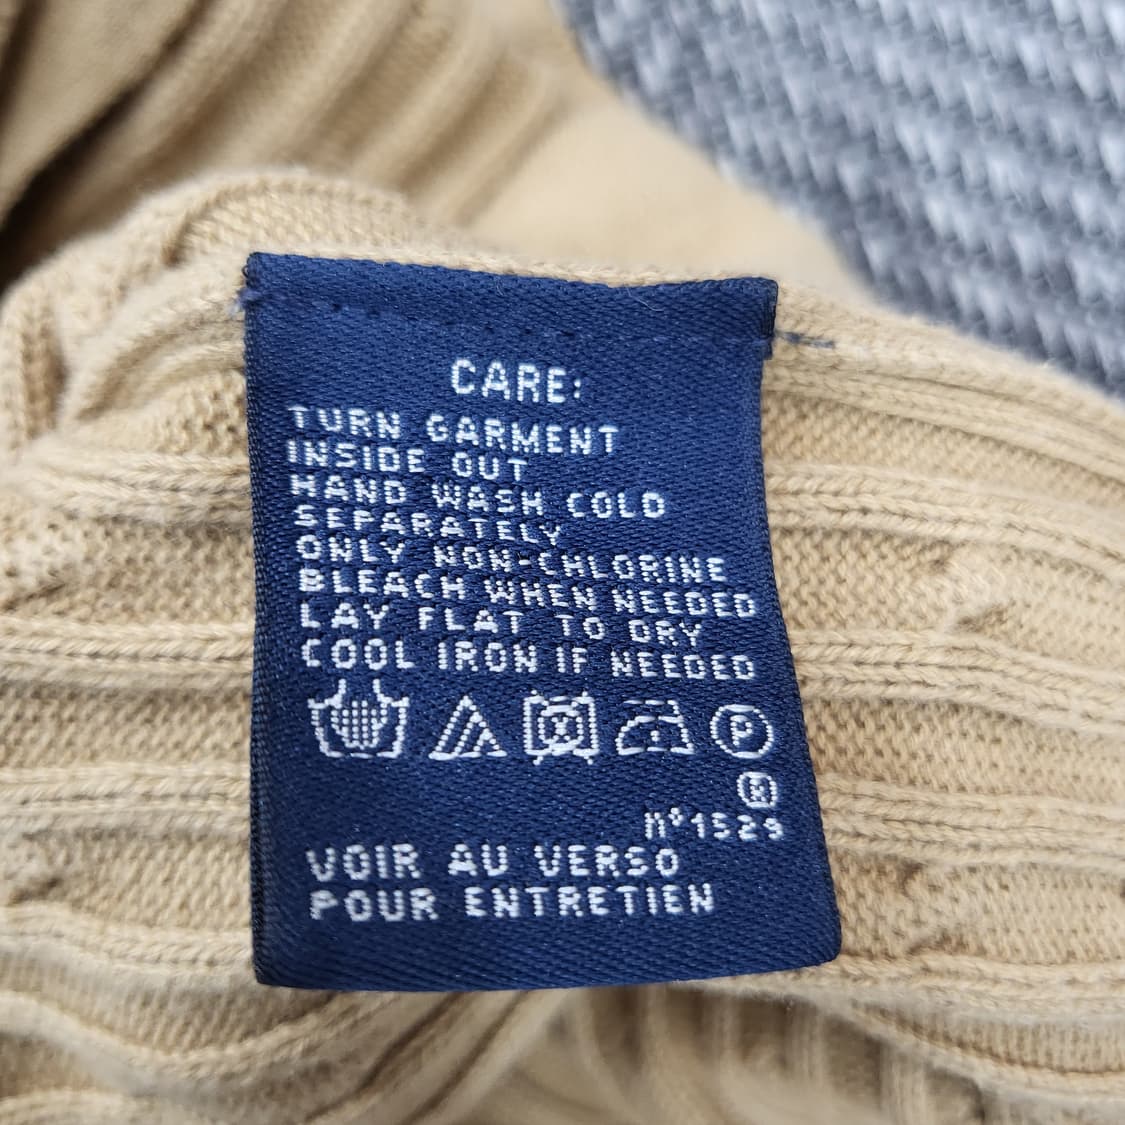 CARE:
TURN GARMENT
INSIDE OUT
HAND WASH COLD
SEPARATELY
ONLY NON-CHLORINE
BLEACH WHEN NEEDED
LAY FLAT TO DRY
COOL IRON IF NEEDED
P
®
n°1529
VOIR AU VERSO
POUR ENTRETIEN